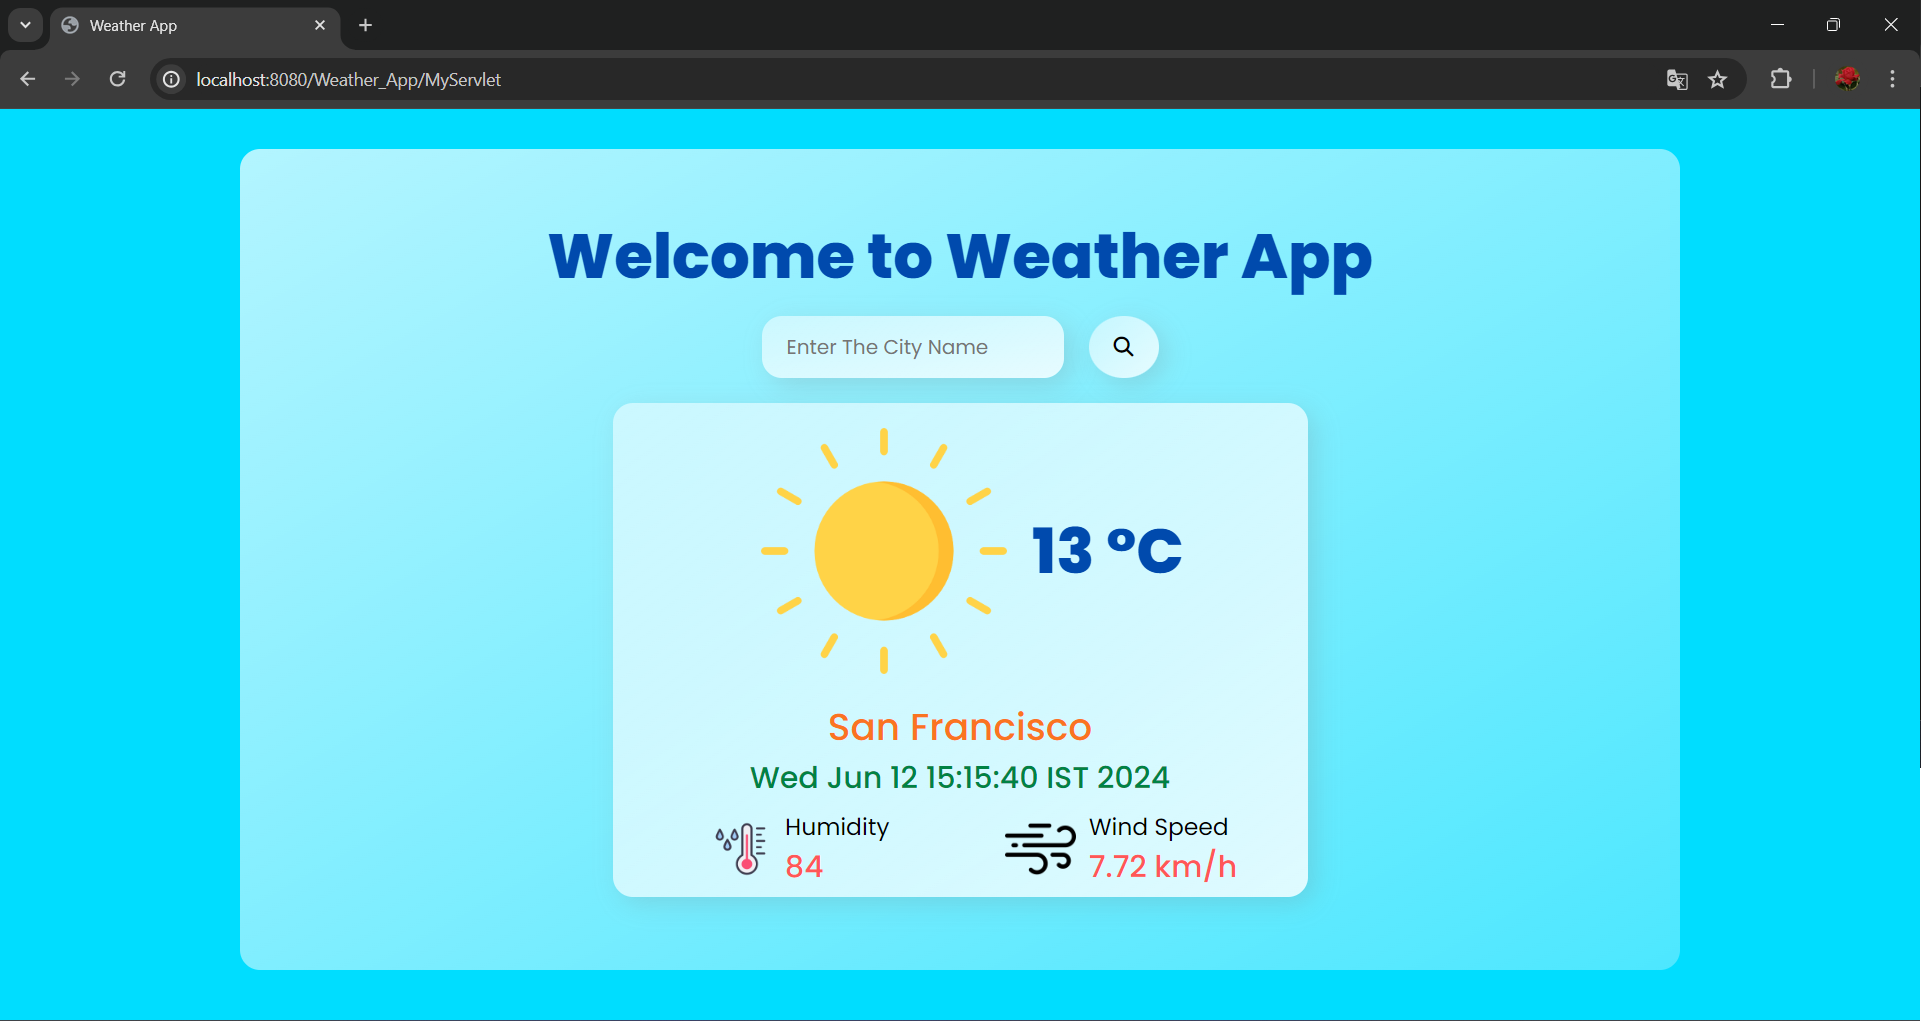 Weather App
localhost:8080/Weather_App/MyServlet
Welcome to Weather App
Enter The City Name
13 °C
San Francisco
Wed Jun 12 15:15:40 IST 2024
Humidity
84
Wind Speed
7.72 km/h